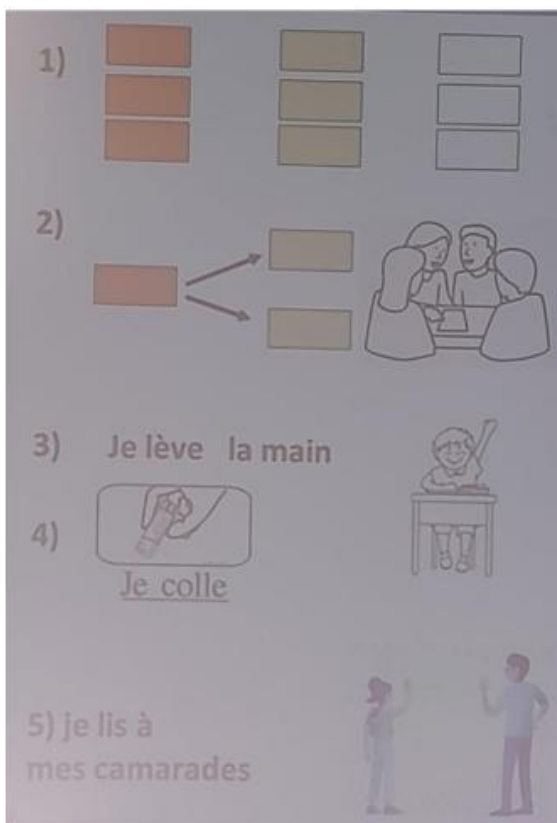 1)
2)
3) Je lève la main
4)
Je colle
5) je lis à
mes camarades